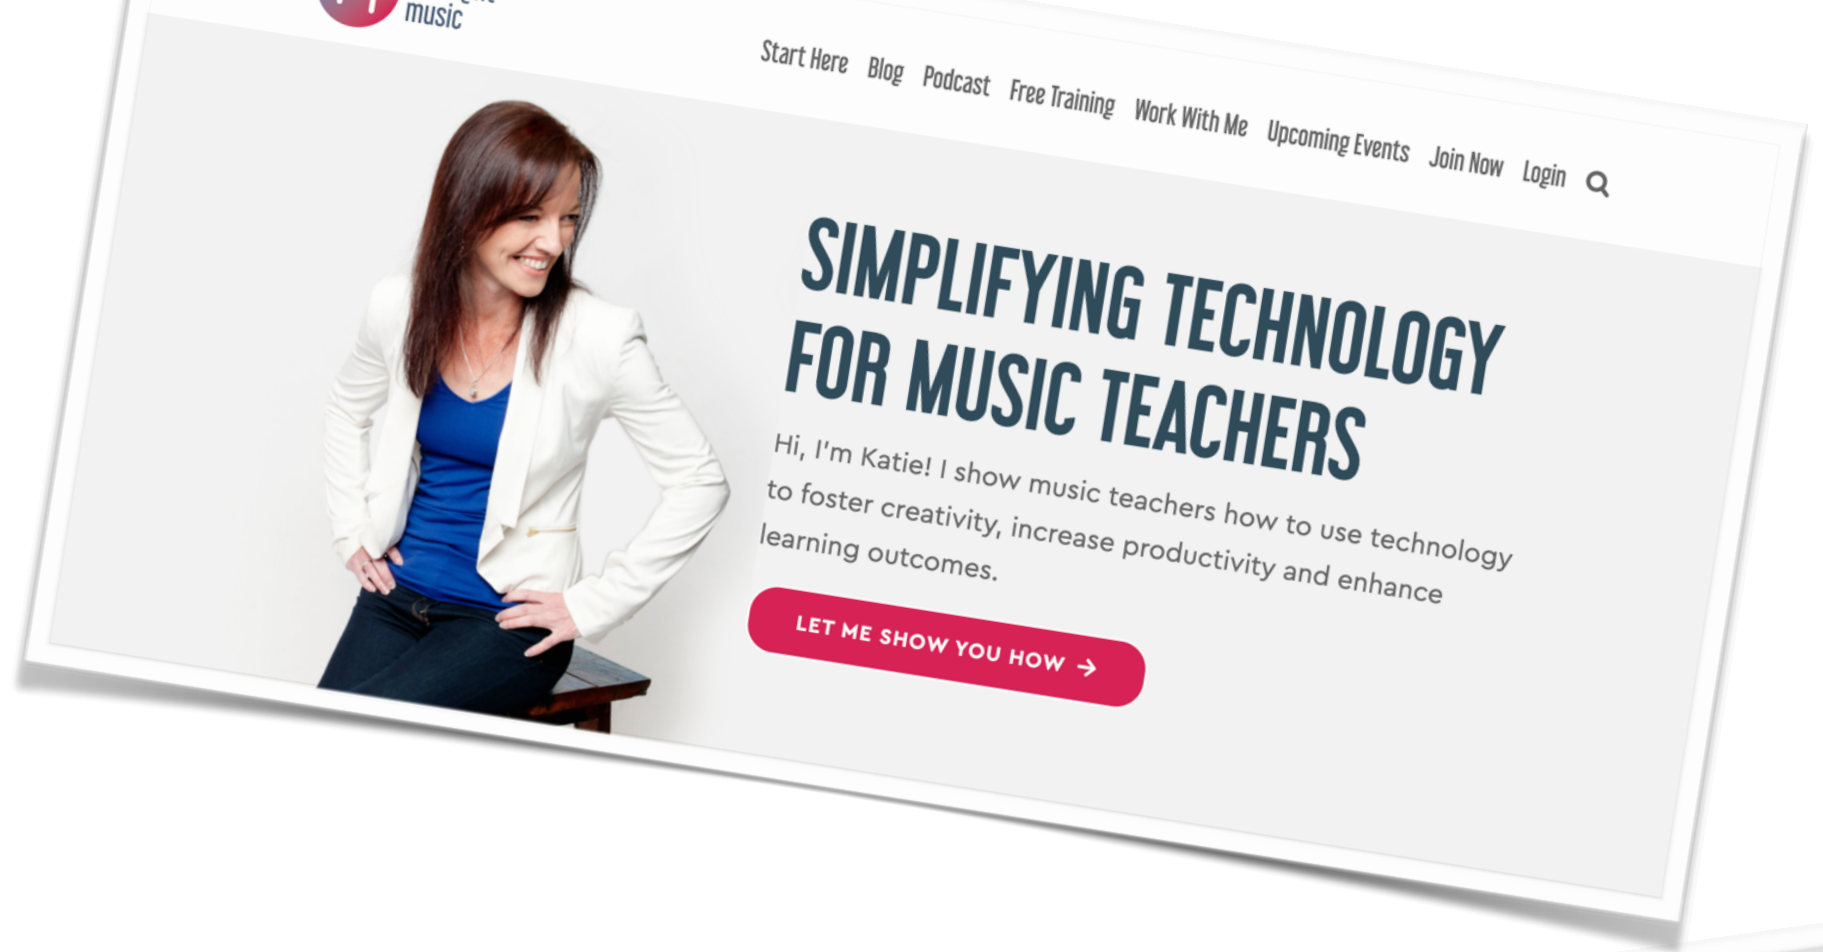 music
Start Here Blog Podcast Free Training Work With Me Upcoming Events Join Now Login
SIMPLIFYING TECHNOLOGY
FOR MUSIC TEACHERS
Hi, I'm Katie! I show music teachers how to use technology
to foster creativity, increase productivity and enhance
learning outcomes.
LET ME SHOW YOU HOW →